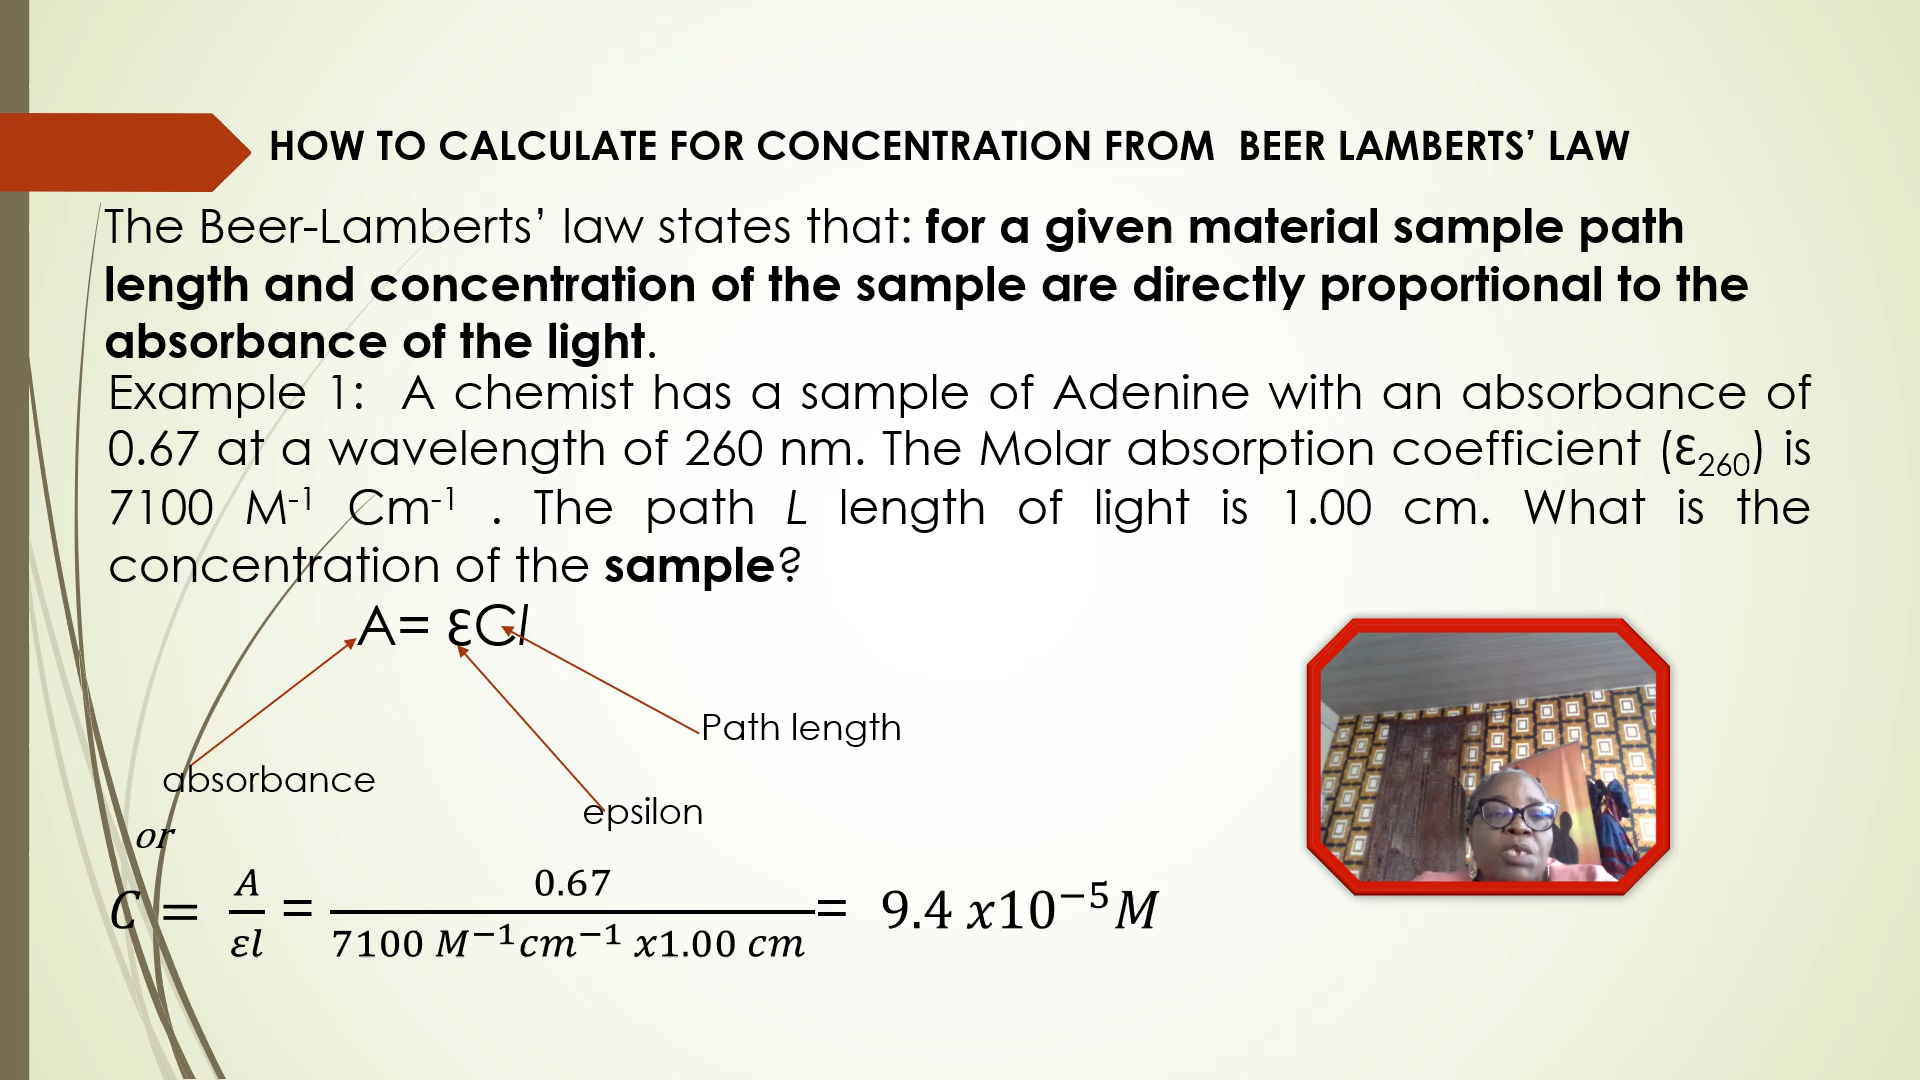 HOW TO CALCULATE FOR CONCENTRATION FROM BEER LAMBERTS’ LAW
The Beer-Lamberts’ law states that: for a given material sample path
length and concentration of the sample are directly proportional to the
absorbance of the light.
Example 1: A chemist has a sample of Adenine with an absorbance of
0.67 at a wavelength of 260 nm. The Molar absorption coefficient (ε₂₆₀) is
7100 M⁻¹ Cm⁻¹ . The path L length of light is 1.00 cm. What is the
concentration of the sample?
A= εCl
Path length
absorbance
epsilon
or
C = A/εl = 0.67/7100 M⁻¹cm⁻¹ x1.00 cm = 9.4 x10⁻⁵M